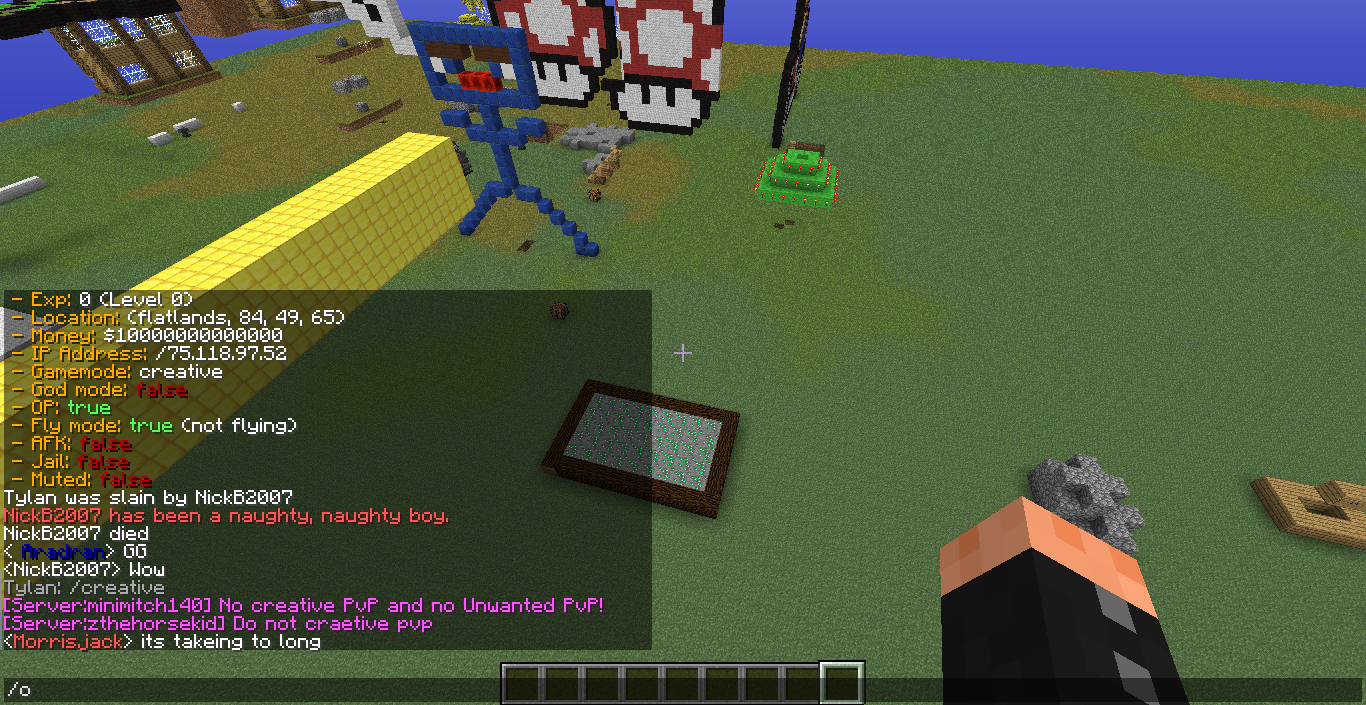 - Exp: 0 (Level 0)
- Location: (flatlands, 84, 49, 65)
- Money: $10000000000000
- IP Address: /75.118.97.52
- Gamemode: creative
- God mode: false
- OP: true
- Fly mode: true (not flying)
- AFK: false
- Jail: false
- Muted: false
Tylan was slain by NickB2007
NickB2007 has been a naughty, naughty boy.
NickB2007 died
< Aradran> GG
<NickB2007> Wow
Tylan: /creative
[Server:minimitch140] No creative PvP and no Unwanted PvP!
[Server:zthehorsekid] Do not craetive pvp
<Morrisjack> its takeing to long
/o